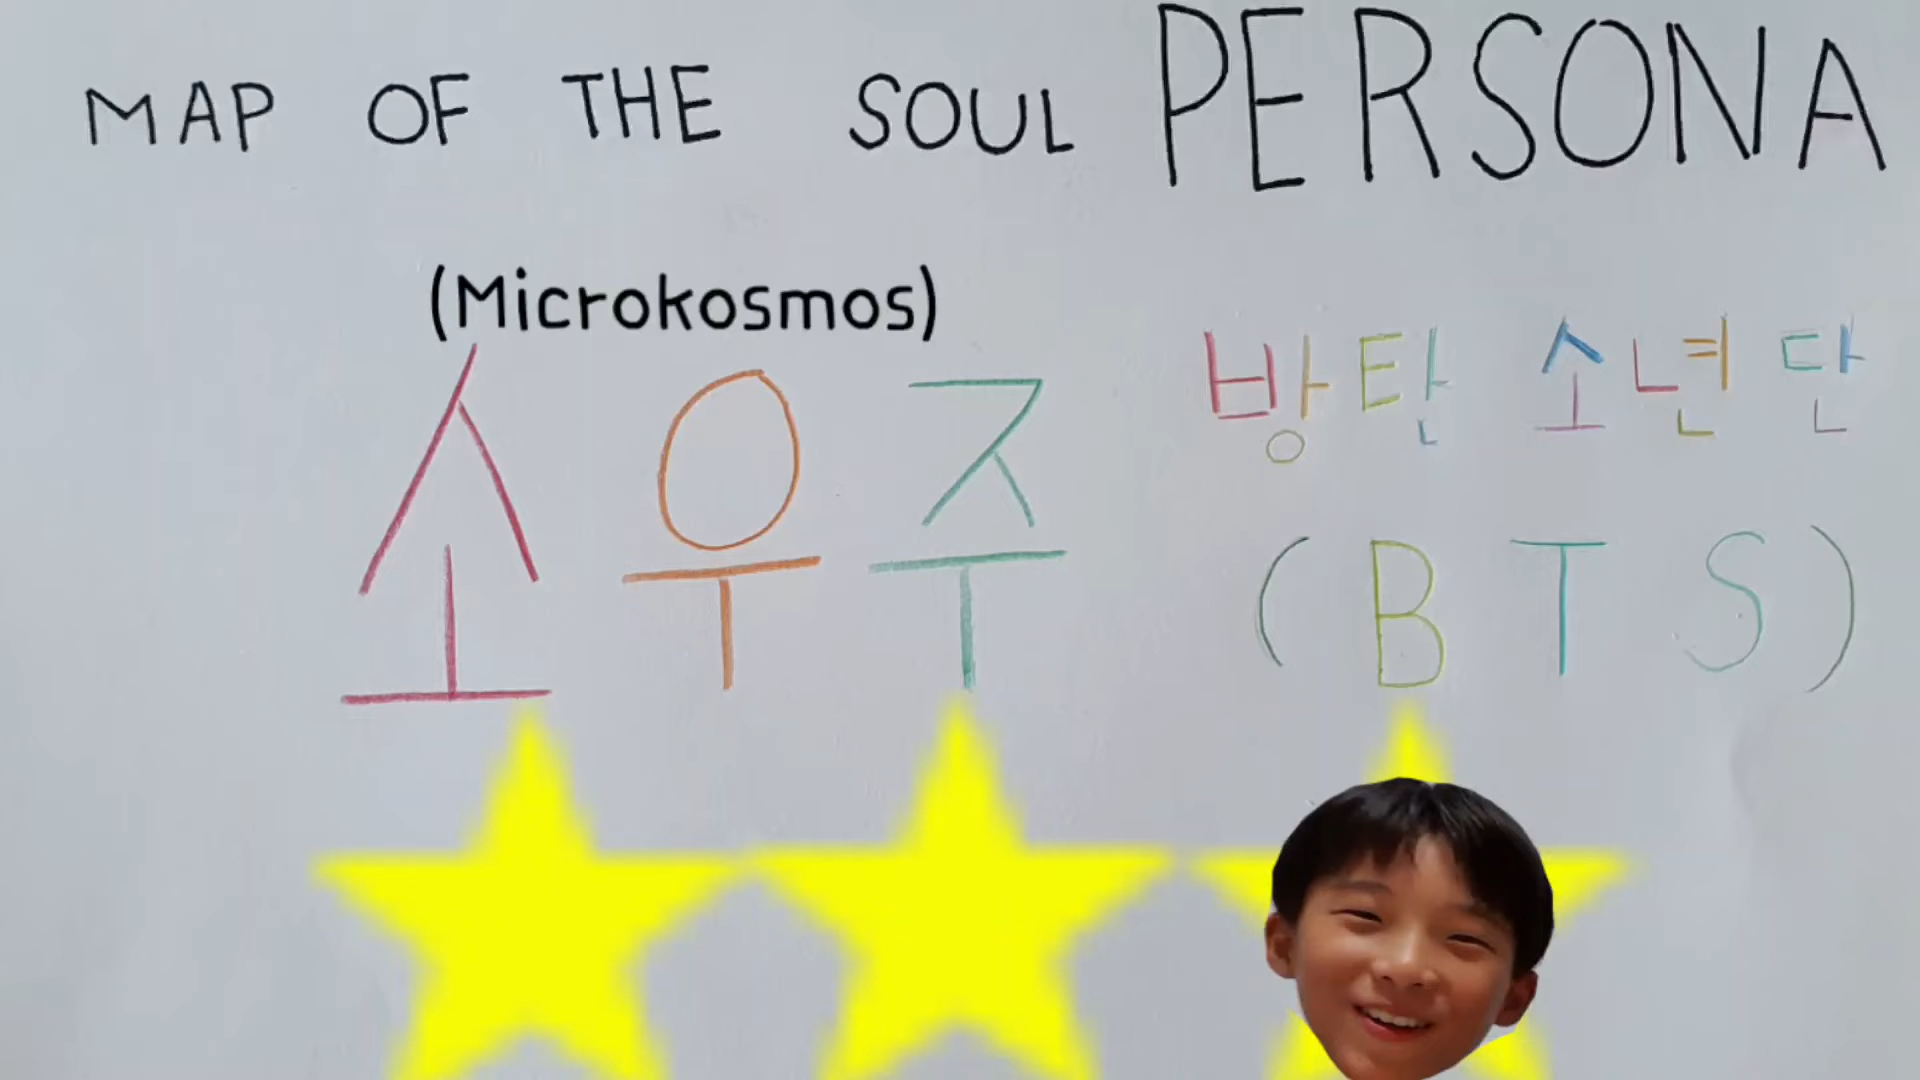 MAP OF THE SOUL PERSONA
(Microkosmos)
소우주
방탄소년단
(BTS)